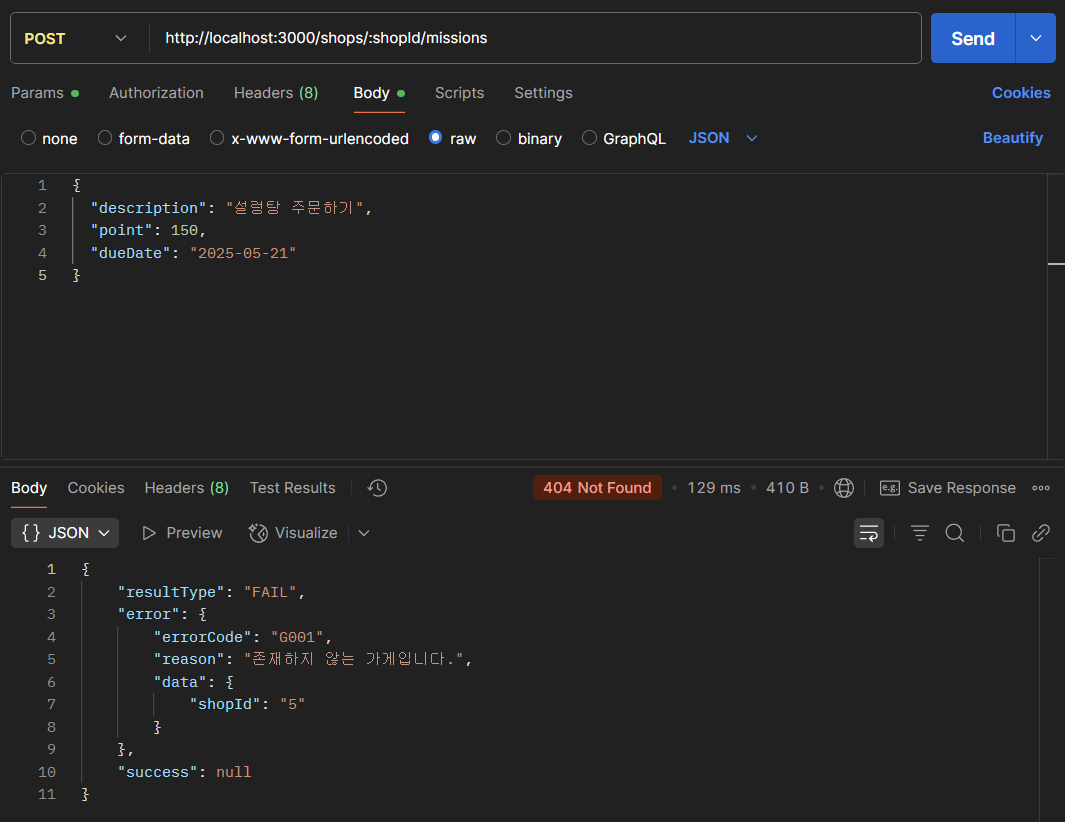 POST http://localhost:3000/shops/:shopId/missions Send
Params Authorization Headers (8) Body Scripts Settings Cookies
none form-data x-www-form-urlencoded raw binary GraphQL JSON Beautify
1 {
2 "description": "설렁탕 주문하기",
3 "point": 150,
4 "dueDate": "2025-05-21"
5 }
Body Cookies Headers (8) Test Results 404 Not Found 129 ms 410 B e.g. Save Response
{} JSON Preview Visualize
1 {
2 "resultType": "FAIL",
3 "error": {
4 "errorCode": "G001",
5 "reason": "존재하지 않는 가게입니다.",
6 "data": {
7 "shopId": "5"
8 }
9 },
10 "success": null
11 }